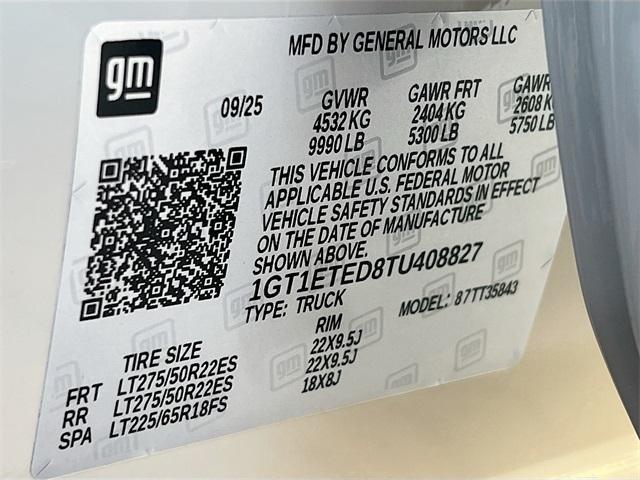 gm
MFD BY GENERAL MOTORS LLC
09/25 GVWR GAWR FRT GAWR
4532 KG 2404 KG 2608 K
9990 LB 5300 LB 5750 LB
THIS VEHICLE CONFORMS TO ALL
APPLICABLE U.S. FEDERAL MOTOR
VEHICLE SAFETY STANDARDS IN EFFECT
ON THE DATE OF MANUFACTURE
SHOWN ABOVE.
1GT1ETED8TU408827
TYPE: TRUCK MODEL: 87TT35843
TIRE SIZE RIM
FRT LT275/50R22ES 22X9.5J
RR LT275/50R22ES 22X9.5J
SPA LT225/65R18FS 18X8J